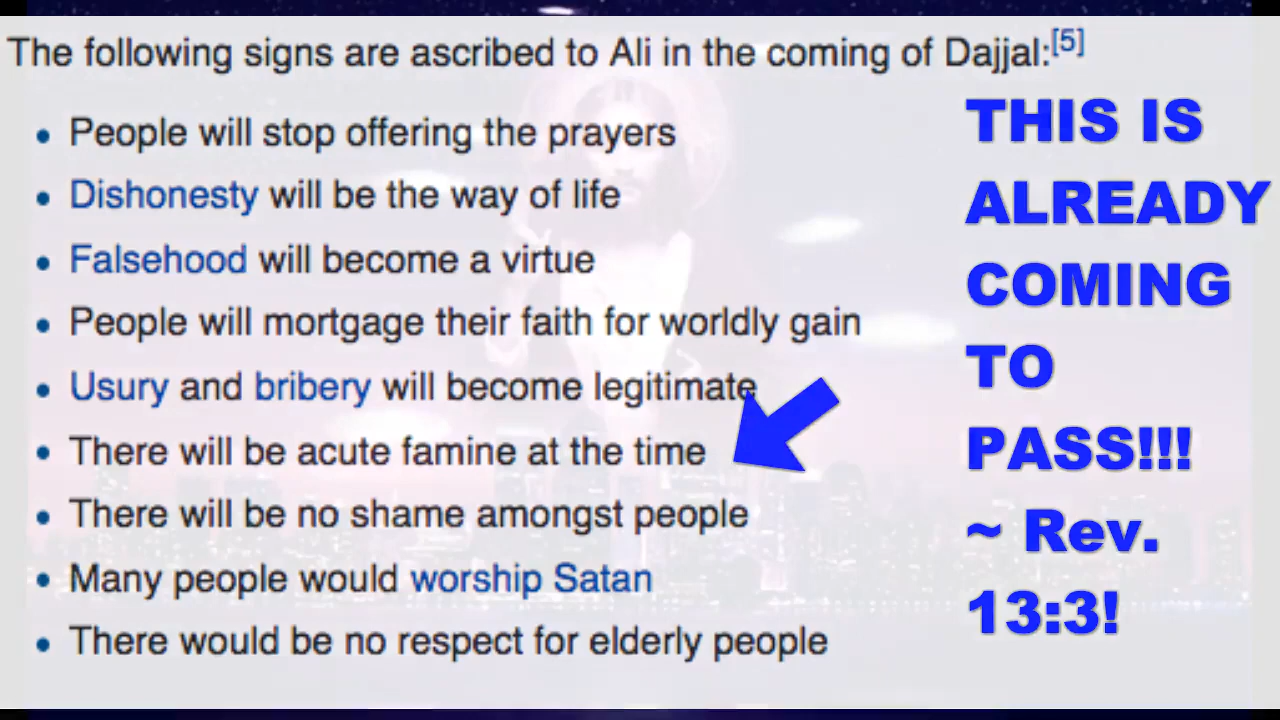 The following signs are ascribed to Ali in the coming of Dajjal:[5]
• People will stop offering the prayers
• Dishonesty will be the way of life
• Falsehood will become a virtue
• People will mortgage their faith for worldly gain
• Usury and bribery will become legitimate
• There will be acute famine at the time
• There will be no shame amongst people
• Many people would worship Satan
• There would be no respect for elderly people
THIS IS
ALREADY
COMING
TO
PASS!!!
~ Rev.
13:3!